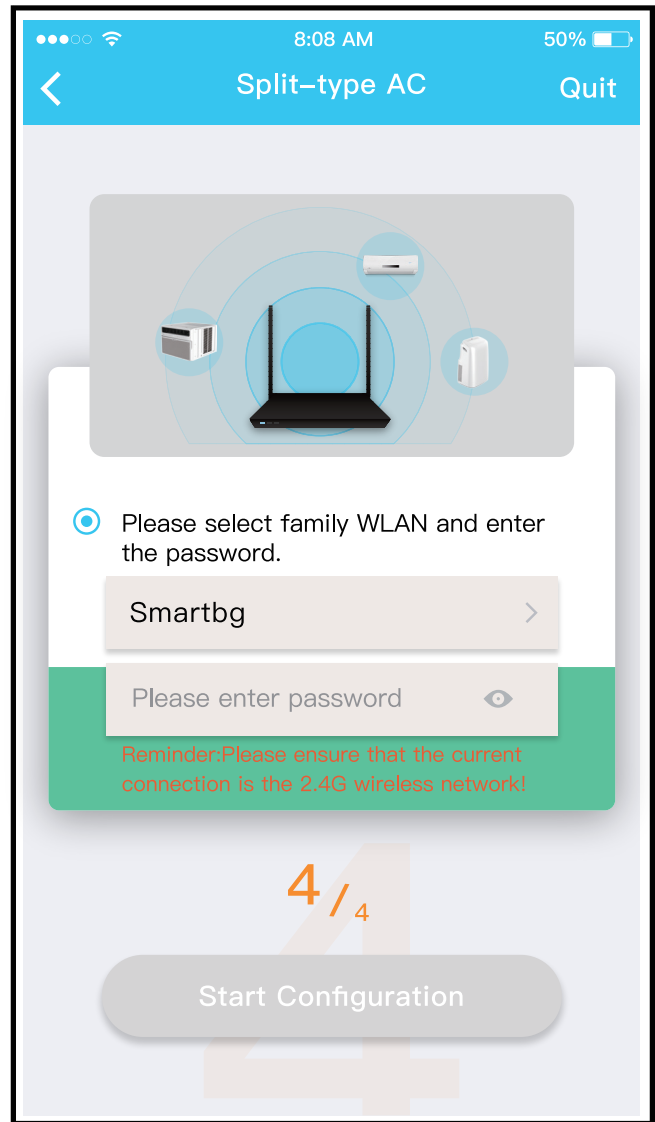 8:08 AM 50%
Split-type AC Quit
Please select family WLAN and enter
the password.
Smartbg
Please enter password
Reminder:Please ensure that the current
connection is the 2.4G wireless network!
4/4
Start Configuration
4